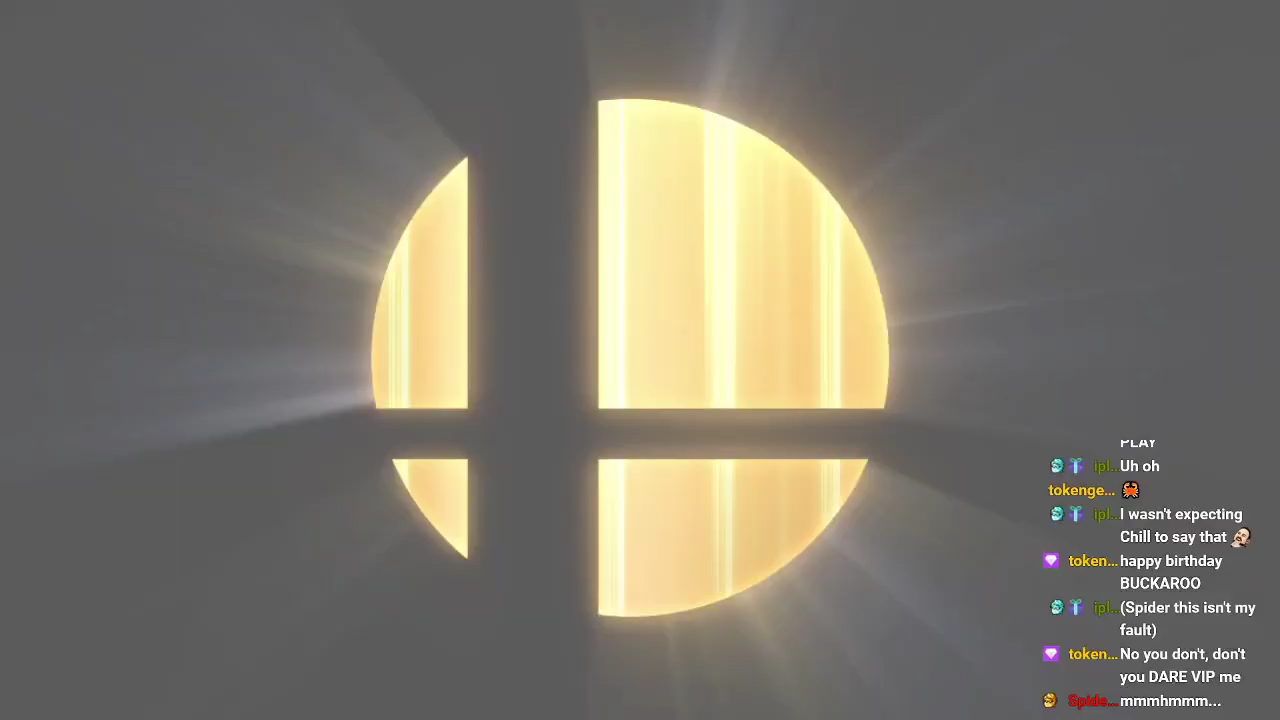 PLAY
ipl...Uh oh
tokenge...
ipl...I wasn't expecting
Chill to say that
token...happy birthday
BUCKAROO
ipl...(Spider this isn't my
fault)
token...No you don't, don't
you DARE VIP me
Spide...mmmhmmm...